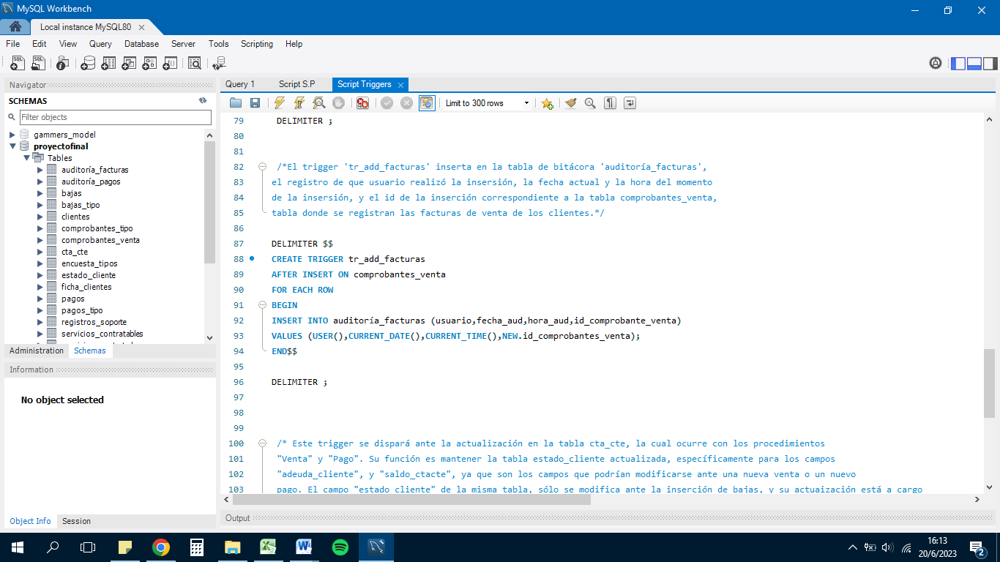 MySQL Workbench
Local instance MySQL80
File Edit View Query Database Server Tools Scripting Help
Navigator
SCHEMAS
Filter objects
gammers_model
proyectofinal
Tables
auditoría_facturas
auditoría_pagos
bajas
bajas_tipo
clientes
comprobantes_tipo
comprobantes_venta
cta_cte
encuesta_tipos
estado_cliente
ficha_clientes
pagos
pagos_tipo
registros_soporte
servicios_contratables
Administration Schemas
Information
No object selected
Object Info Session
Query 1 Script S.P Script Triggers
Limit to 300 rows
79 DELIMITER ;
80
81
82 /*El trigger 'tr_add_facturas' inserta en la tabla de bitácora 'auditoría_facturas',
83 el registro de que usuario realizó la insersión, la fecha actual y la hora del momento
84 de la insersión, y el id de la inserción correspondiente a la tabla comprobantes_venta,
85 tabla donde se registran las facturas de venta de los clientes.*/
86
87 DELIMITER $$
88 CREATE TRIGGER tr_add_facturas
89 AFTER INSERT ON comprobantes_venta
90 FOR EACH ROW
91 BEGIN
92 INSERT INTO auditoría_facturas (usuario,fecha_aud,hora_aud,id_comprobante_venta)
93 VALUES (USER(),CURRENT_DATE(),CURRENT_TIME(),NEW.id_comprobantes_venta);
94 END$$
95
96 DELIMITER ;
97
98
99
100 /* Este trigger se dispará ante la actualización en la tabla cta_cte, la cual ocurre con los procedimientos
101 "Venta" y "Pago". Su función es mantener la tabla estado_cliente actualizada, específicamente para los campos
102 "adeuda_cliente", y "saldo_ctacte", ya que son los campos que podrían modificarse ante una nueva venta o un nuevo
103 pago. El campo "estado cliente" de la misma tabla, sólo se modifica ante la inserción de bajas, y su actuaización está a cargo
Output
16:13
20/6/2023
2